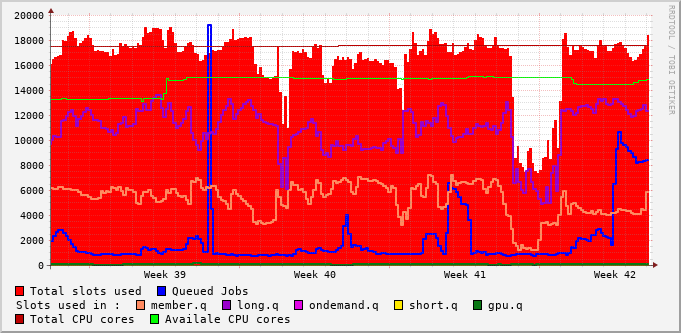 20000
18000
16000
14000
12000
10000
8000
6000
4000
2000
0
Week 39 Week 40 Week 41 Week 42
Total slots used Queued Jobs
Slots used in : member.q long.q ondemand.q short.q gpu.q
Total CPU cores Availale CPU cores
RRDTOOL / TOBI OETIKER